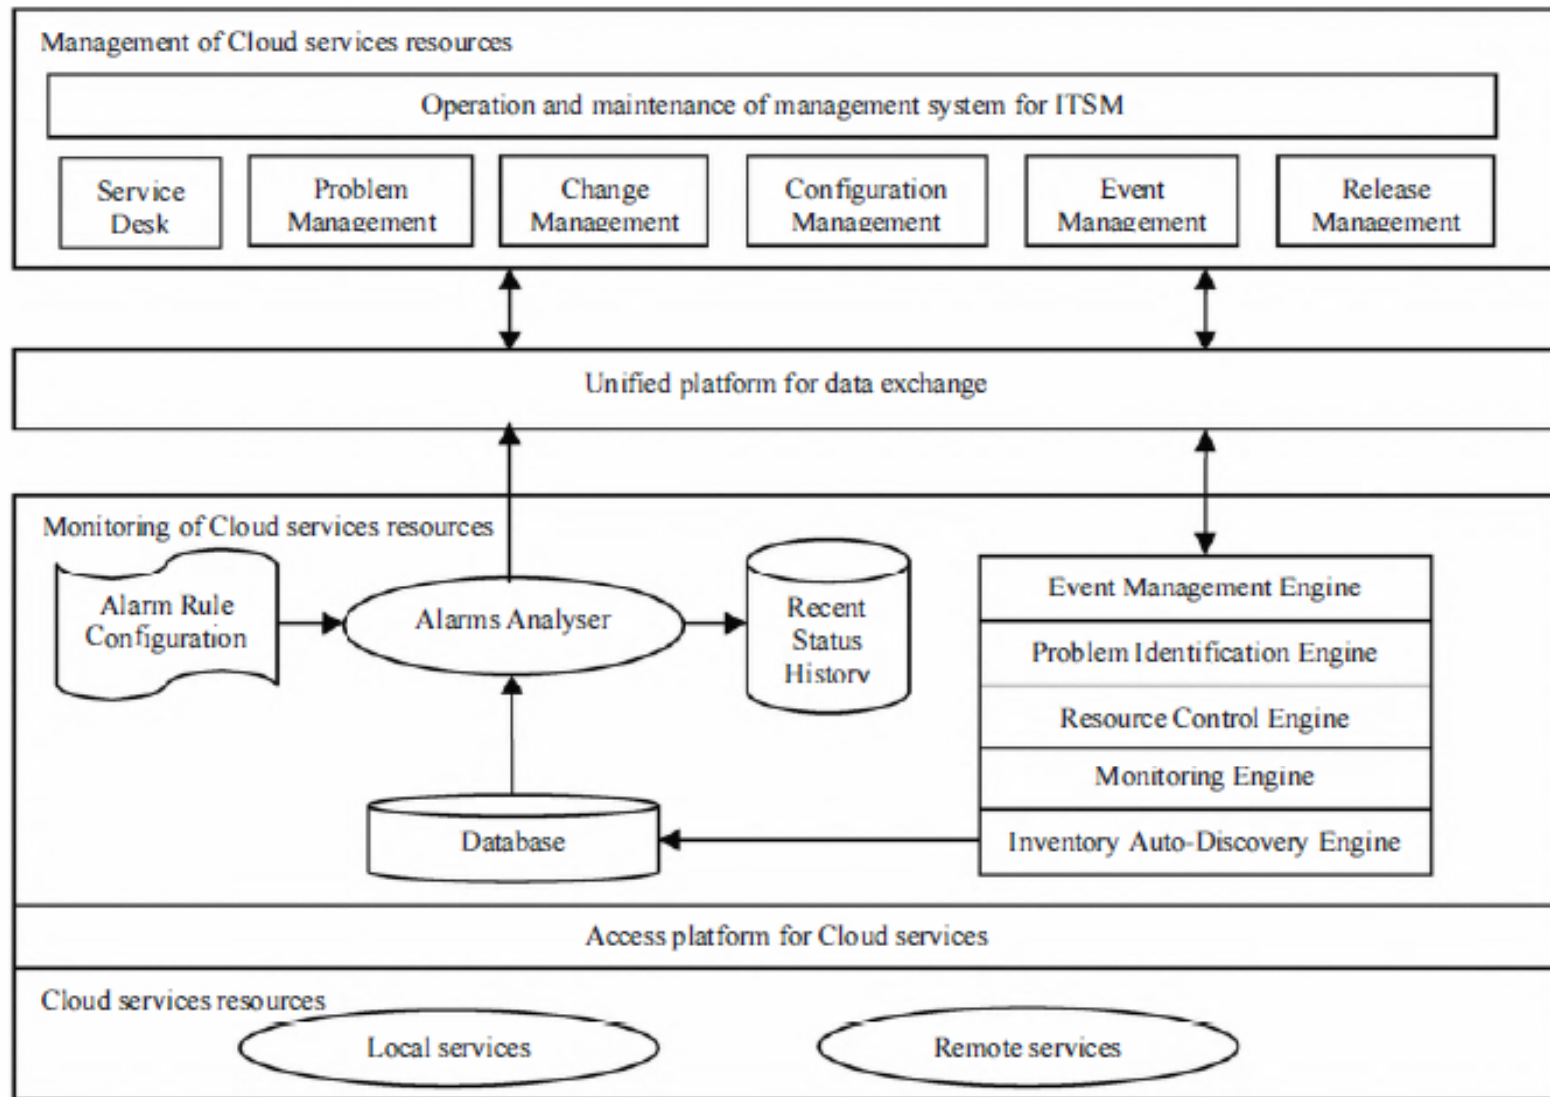 Management of Cloud services resources
Operation and maintenance of management system for ITSM
Service
Desk
Problem
Management
Change
Management
Configuration
Management
Event
Management
Release
Management
Unified platform for data exchange
Monitoring of Cloud services resources
Alarm Rule
Configuration
Alarms Analyser
Recent
Status
History
Event Management Engine
Problem Identification Engine
Resource Control Engine
Monitoring Engine
Database
Inventory Auto-Discovery Engine
Access platform for Cloud services
Cloud services resources
Local services
Remote services